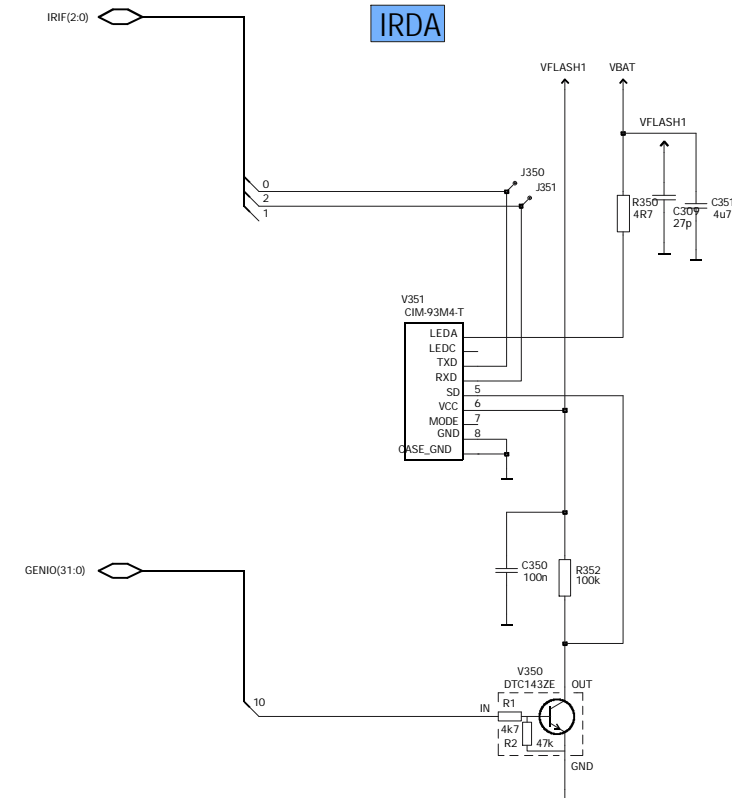 IRIF(2:0)
IRDA
VFLASH1
VBAT
VFLASH1
0
2
1
J350
J351
R350
4R7
C309
27p
C351
4u7
V351
CIM-93M4-T
LEDA
LEDC
TXD
RXD
SD
5
VCC
6
MODE
7
GND
8
CASE_GND
C350
100n
R352
100k
GENIO(31:0)
10
V350
DTC143ZE
OUT
IN
R1
4k7
R2
47k
GND